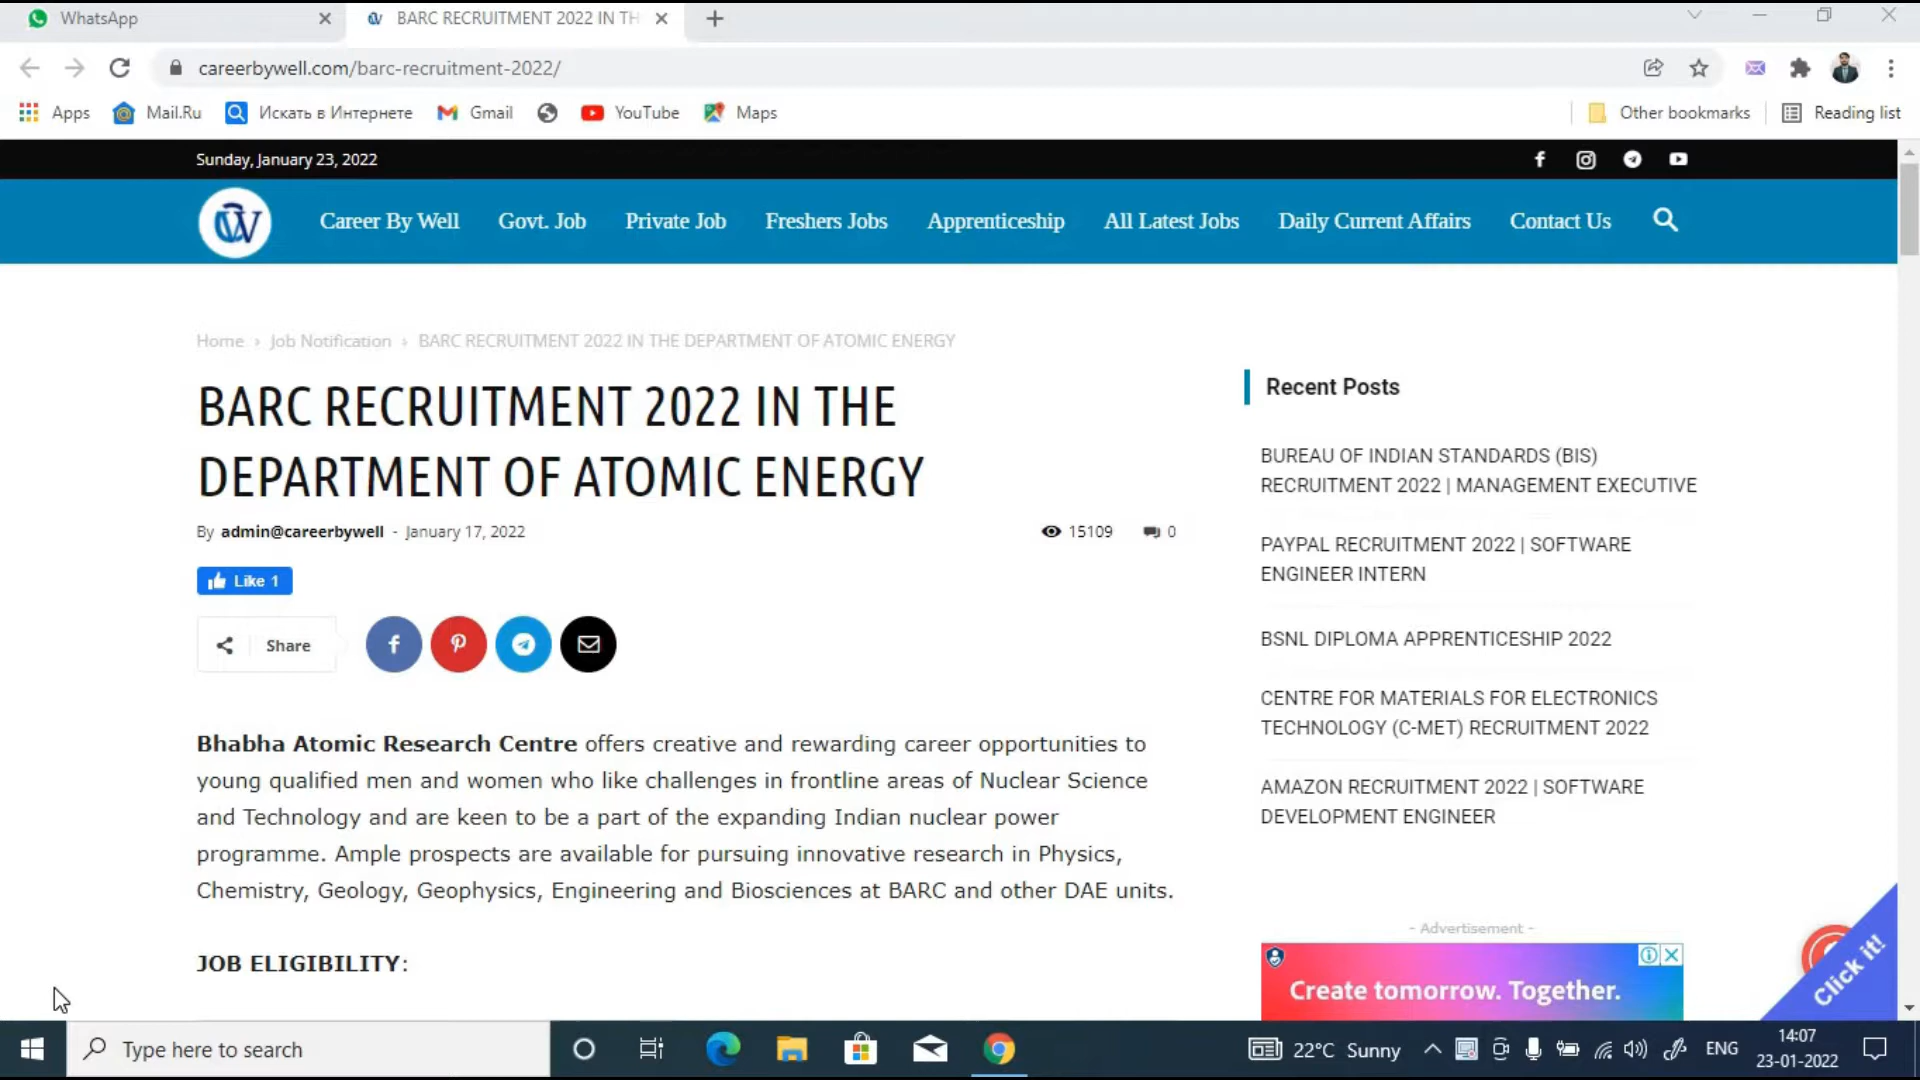 WhatsApp
BARC RECRUITMENT 2022 IN TH
careerbywell.com/barc-recruitment-2022/
Apps Mail.Ru Искать в Интернете Gmail YouTube Maps Other bookmarks Reading list
Sunday, January 23, 2022
Career By Well Govt. Job Private Job Freshers Jobs Apprenticeship All Latest Jobs Daily Current Affairs Contact Us
Home › Job Notification › BARC RECRUITMENT 2022 IN THE DEPARTMENT OF ATOMIC ENERGY
BARC RECRUITMENT 2022 IN THE
DEPARTMENT OF ATOMIC ENERGY
By admin@careerbywell - January 17, 2022 15109 0
Like 1
Share
Bhabha Atomic Research Centre offers creative and rewarding career opportunities to
young qualified men and women who like challenges in frontline areas of Nuclear Science
and Technology and are keen to be a part of the expanding Indian nuclear power
programme. Ample prospects are available for pursuing innovative research in Physics,
Chemistry, Geology, Geophysics, Engineering and Biosciences at BARC and other DAE units.
JOB ELIGIBILITY:
Recent Posts
BUREAU OF INDIAN STANDARDS (BIS)
RECRUITMENT 2022 | MANAGEMENT EXECUTIVE
PAYPAL RECRUITMENT 2022 | SOFTWARE
ENGINEER INTERN
BSNL DIPLOMA APPRENTICESHIP 2022
CENTRE FOR MATERIALS FOR ELECTRONICS
TECHNOLOGY (C-MET) RECRUITMENT 2022
AMAZON RECRUITMENT 2022 | SOFTWARE
DEVELOPMENT ENGINEER
- Advertisement -
Create tomorrow. Together.
Click it!
Type here to search
22°C Sunny
ENG
14:07
23-01-2022